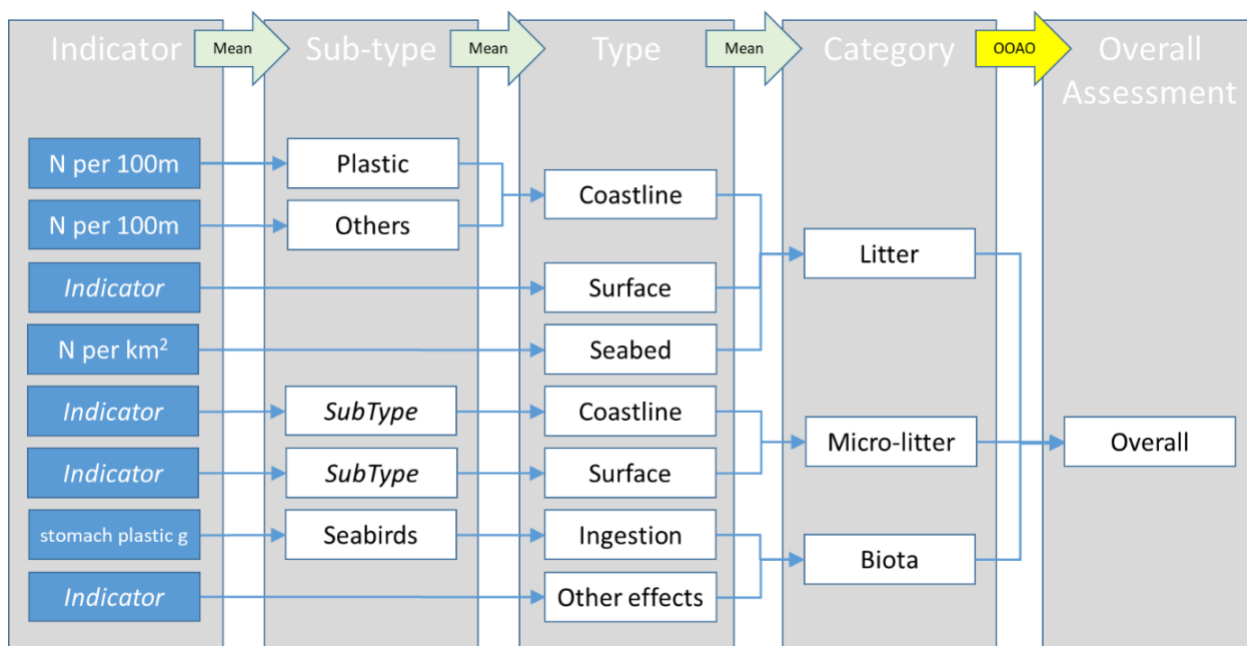 Indicator
Mean
Sub-type
Mean
Type
Mean
Category
OOAO
Overall
Assessment
N per 100m
Plastic
Coastline
N per 100m
Others
Litter
Indicator
Surface
N per km²
Seabed
Indicator
SubType
Coastline
Micro-litter
Overall
Indicator
SubType
Surface
stomach plastic g
Seabirds
Ingestion
Biota
Indicator
Other effects